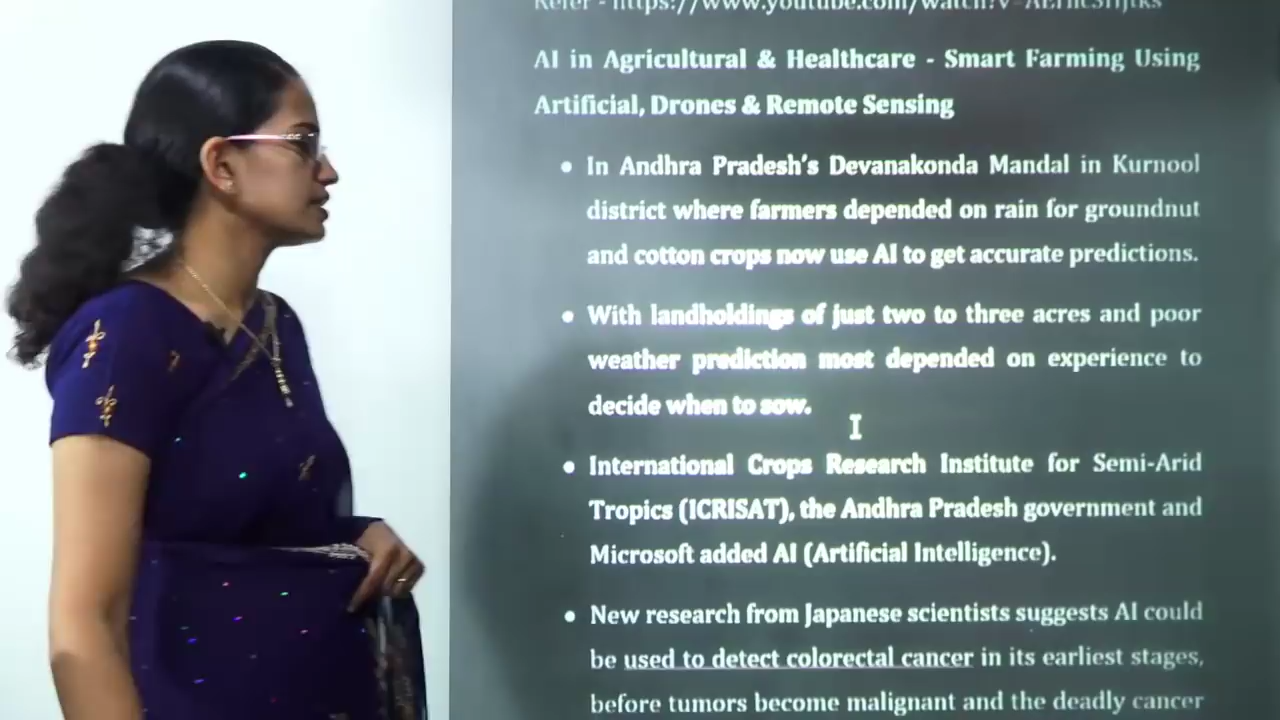 AI in Agricultural & Healthcare - Smart Farming Using
Artificial, Drones & Remote Sensing
• In Andhra Pradesh's Devanakonda Mandal in Kurnool
district where farmers depended on rain for groundnut
and cotton crops now use AI to get accurate predictions.
• With landholdings of just two to three acres and poor
weather prediction most depended on experience to
decide when to sow.
• International Crops Research Institute for Semi-Arid
Tropics (ICRISAT), the Andhra Pradesh government and
Microsoft added AI (Artificial Intelligence).
• New research from Japanese scientists suggests AI could
be used to detect colorectal cancer in its earliest stages,
before tumors become malignant and the deadly cancer